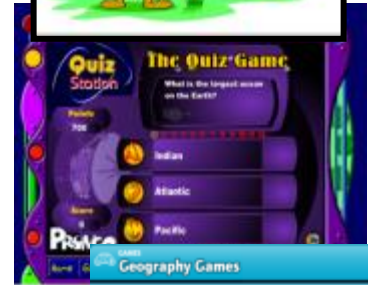 Quiz
Station
The Quiz Game
What is the largest ocean
on the Earth?
Points
700
Indian
Atlantic
Pacific
Score
0
GAMES
Geography Games